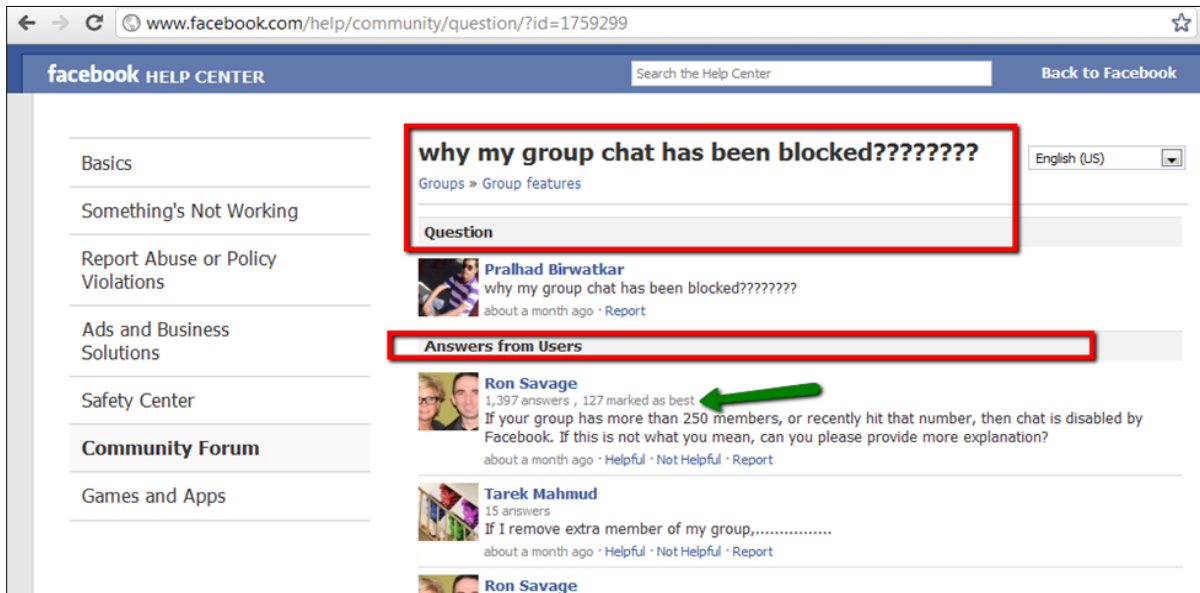 www.facebook.com/help/community/question/?id=1759299
facebook HELP CENTER
Search the Help Center
Back to Facebook
Basics
Something's Not Working
Report Abuse or Policy
Violations
Ads and Business
Solutions
Safety Center
Community Forum
Games and Apps
why my group chat has been blocked????????
English (US)
Groups » Group features
Question
Pralhad Birwatkar
why my group chat has been blocked????????
about a month ago · Report
Answers from Users
Ron Savage
1,397 answers , 127 marked as best
If your group has more than 250 members, or recently hit that number, then chat is disabled by
Facebook. If this is not what you mean, can you please provide more explanation?
about a month ago · Helpful · Not Helpful · Report
Tarek Mahmud
15 answers
If I remove extra member of my group,................
about a month ago · Helpful · Not Helpful · Report
Ron Savage